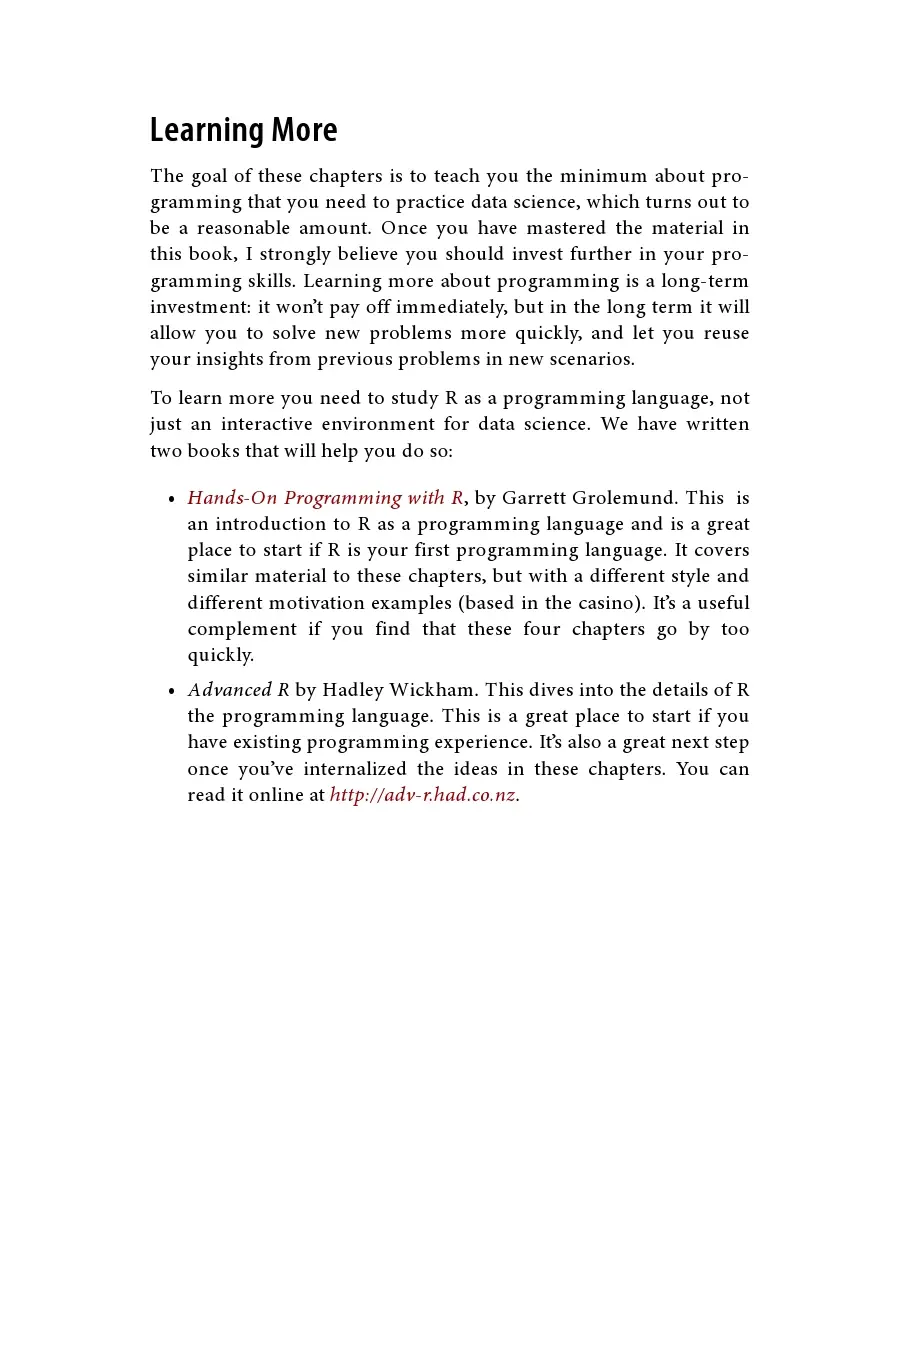 Learning More
The goal of these chapters is to teach you the minimum about pro-
gramming that you need to practice data science, which turns out to
be a reasonable amount. Once you have mastered the material in
this book, I strongly believe you should invest further in your pro-
gramming skills. Learning more about programming is a long-term
investment: it won’t pay off immediately, but in the long term it will
allow you to solve new problems more quickly, and let you reuse
your insights from previous problems in new scenarios.
To learn more you need to study R as a programming language, not
just an interactive environment for data science. We have written
two books that will help you do so:
• Hands-On Programming with R, by Garrett Grolemund. This is
an introduction to R as a programming language and is a great
place to start if R is your first programming language. It covers
similar material to these chapters, but with a different style and
different motivation examples (based in the casino). It’s a useful
complement if you find that these four chapters go by too
quickly.
• Advanced R by Hadley Wickham. This dives into the details of R
the programming language. This is a great place to start if you
have existing programming experience. It’s also a great next step
once you’ve internalized the ideas in these chapters. You can
read it online at http://adv-r.had.co.nz.